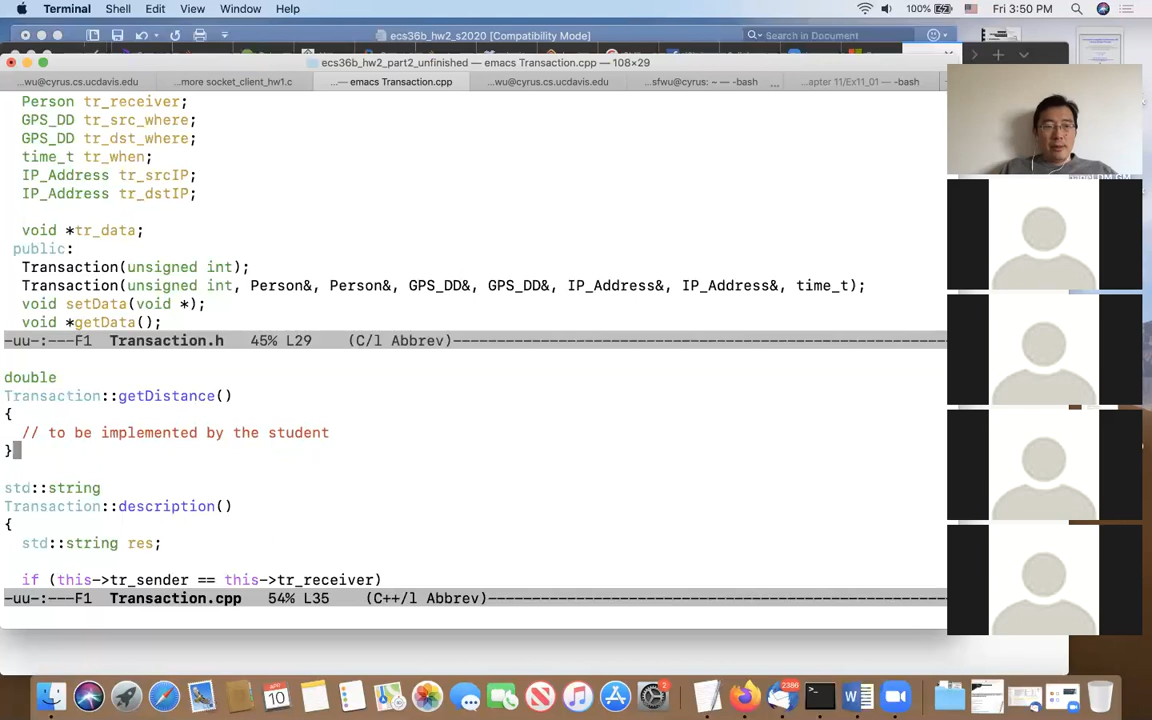 Terminal Shell Edit View Window Help
100% Fri 3:50 PM
ecs36b_hw2_s2020 [Compatibility Mode]
Search in Document
ecs36b_hw2_part2_unfinished — emacs Transaction.cpp — 108×29
...wu@cyrus.ucdavis.edu ...more socket_client_hw1.c ... — emacs Transaction.cpp ...wu@cyrus.ucdavis.edu ...sfwu@cyrus: ~ — -bash ... ...apter 11/Ex11_01 — -bash
Person tr_receiver;
GPS_DD tr_src_where;
GPS_DD tr_dst_where;
time_t tr_when;
IP_Address tr_srcIP;
IP_Address tr_dstIP;
void *tr_data;
public:
Transaction(unsigned int);
Transaction(unsigned int, Person&, Person&, GPS_DD&, GPS_DD&, IP_Address&, IP_Address&, time_t);
void setData(void *);
void *getData();
-uu-:---F1 Transaction.h 45% L29 (C/l Abbrev)----------------------------------------------------
double
Transaction::getDistance()
{
// to be implemented by the student
}
std::string
Transaction::description()
{
std::string res;
if (this->tr_sender == this->tr_receiver)
-uu-:---F1 Transaction.cpp 54% L35 (C++/l Abbrev)----------------------------------------------------
APR
10
2
2386